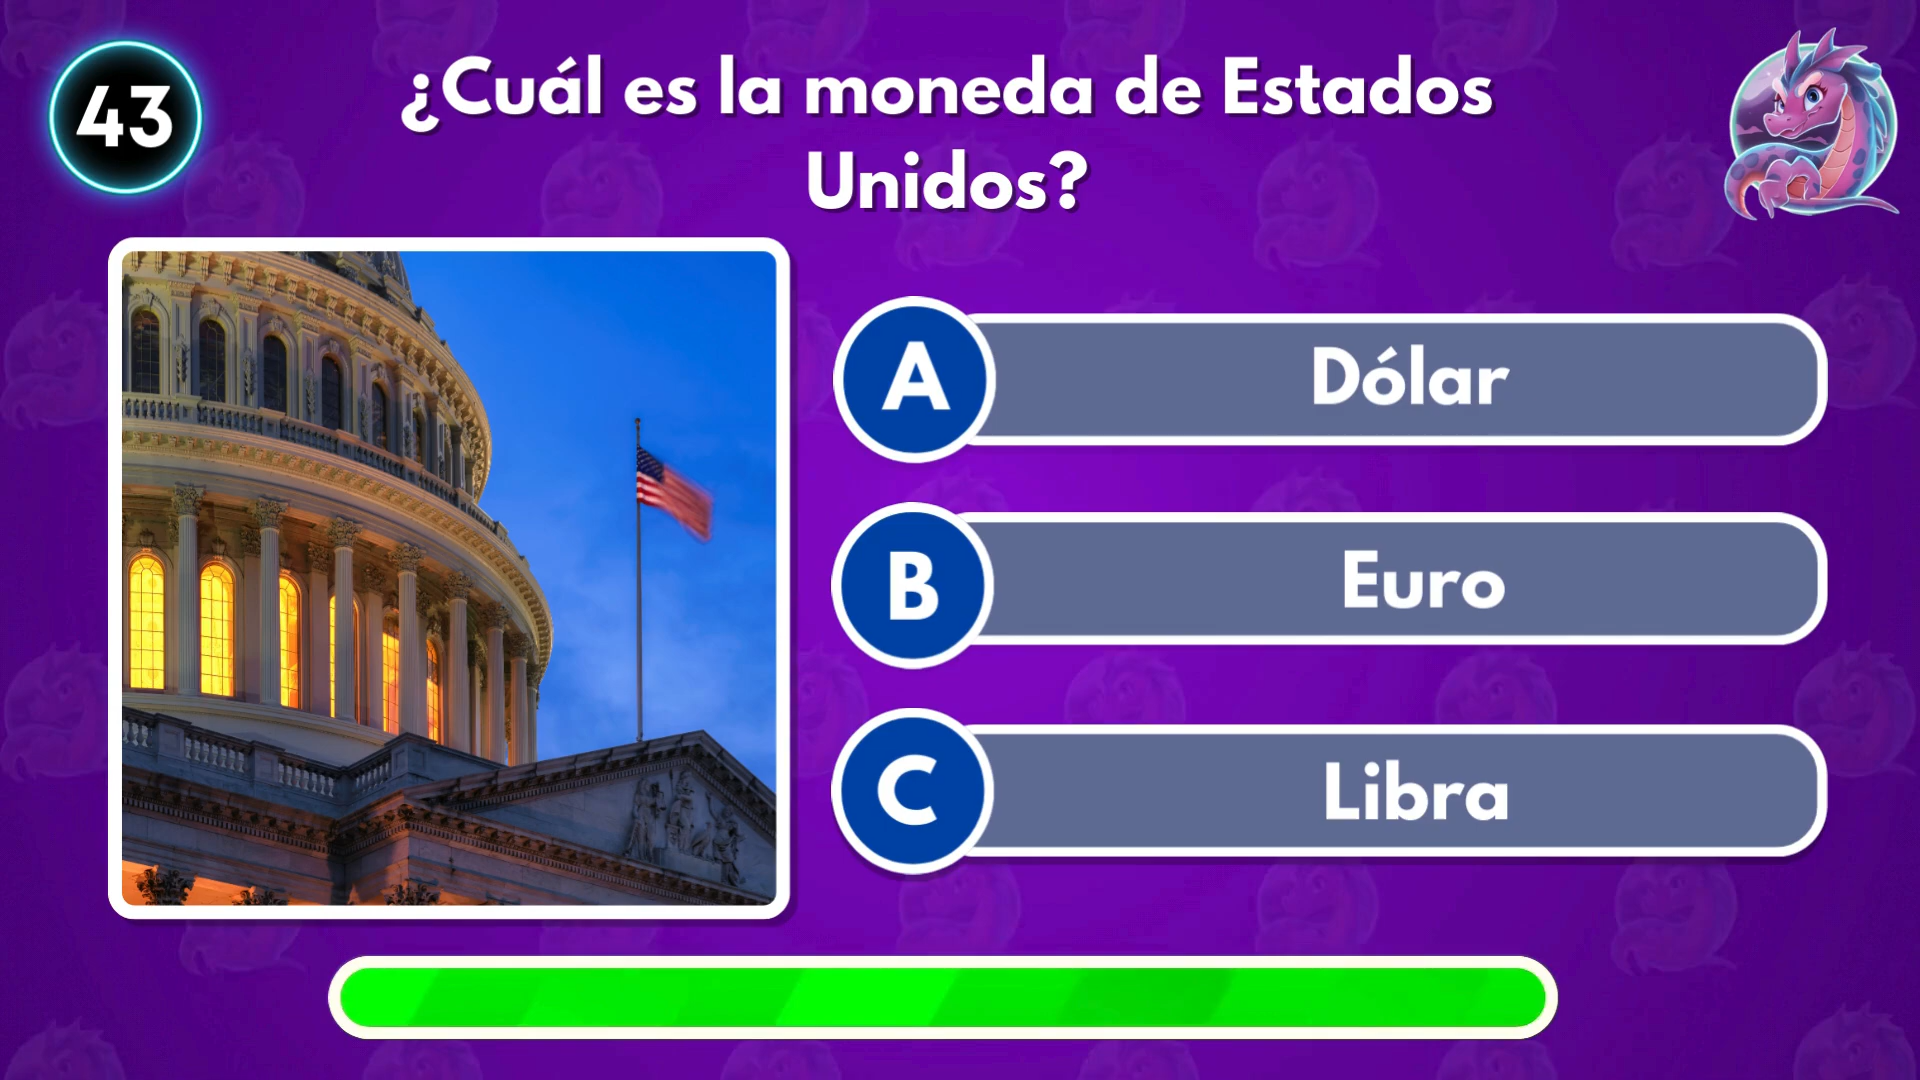 43
¿Cuál es la moneda de Estados
Unidos?
A
Dólar
B
Euro
C
Libra